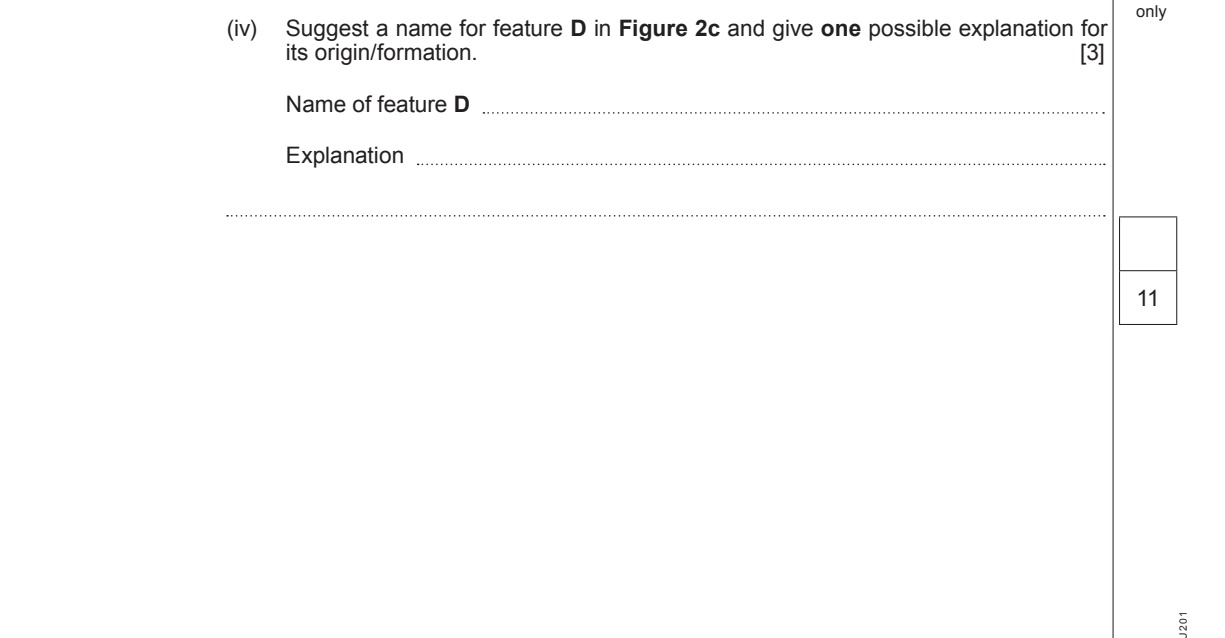 only
(iv) Suggest a name for feature D in Figure 2c and give one possible explanation for
its origin/formation. [3]
Name of feature D
Explanation
11
J201